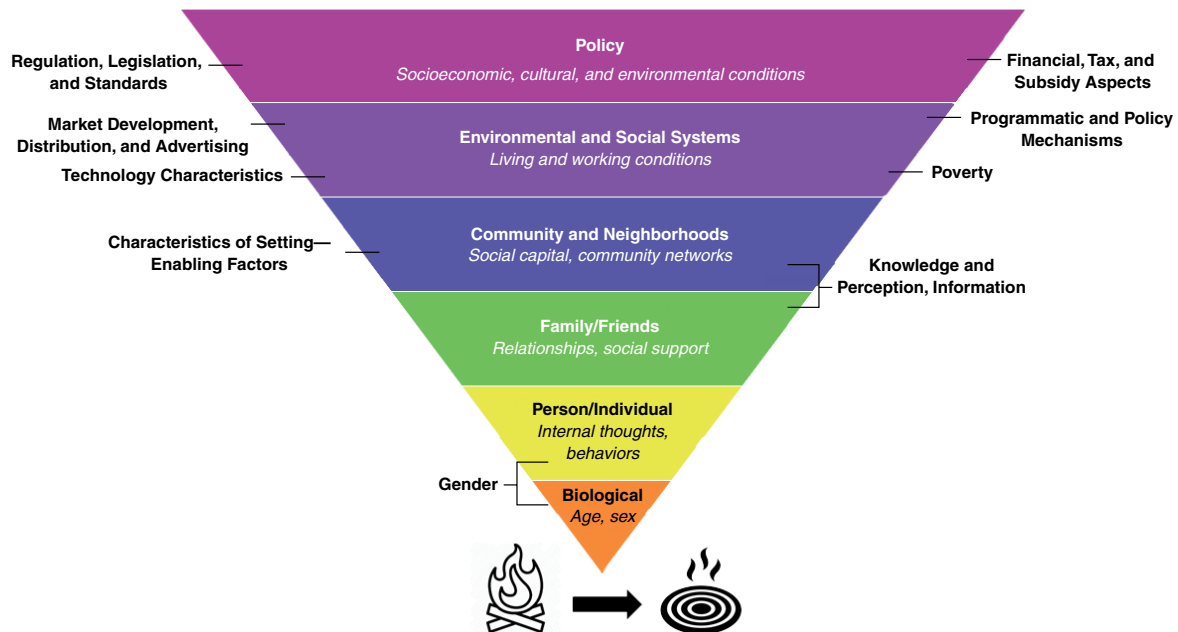 Policy
Socioeconomic, cultural, and environmental conditions
Regulation, Legislation,
and Standards
Financial, Tax, and
Subsidy Aspects
Market Development,
Distribution, and Advertising
Technology Characteristics
Environmental and Social Systems
Living and working conditions
Programmatic and Policy
Mechanisms
Poverty
Characteristics of Setting—
Enabling Factors
Community and Neighborhoods
Social capital, community networks
Knowledge and
Perception, Information
Family/Friends
Relationships, social support
Person/Individual
Internal thoughts,
behaviors
Gender
Biological
Age, sex